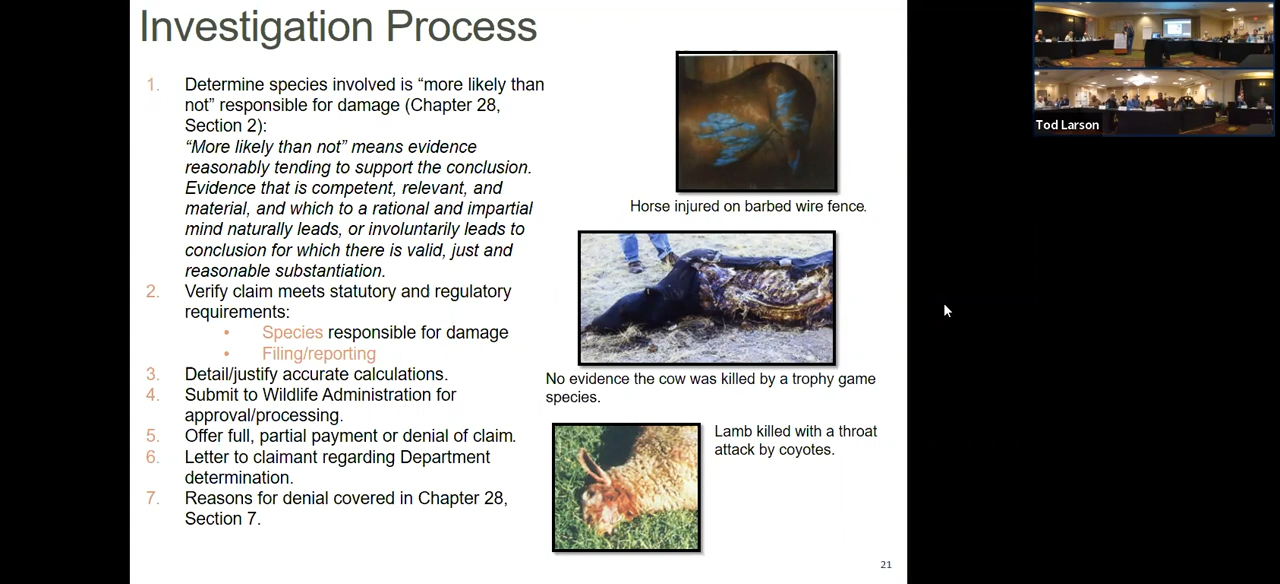 Investigation Process
1. Determine species involved is “more likely than
not” responsible for damage (Chapter 28,
Section 2):
“More likely than not” means evidence
reasonably tending to support the conclusion.
Evidence that is competent, relevant, and
material, and which to a rational and impartial
mind naturally leads, or involuntarily leads to
conclusion for which there is valid, just and
reasonable substantiation.
2. Verify claim meets statutory and regulatory
requirements:
• Species responsible for damage
• Filing/reporting
3. Detail/justify accurate calculations.
4. Submit to Wildlife Administration for
approval/processing.
5. Offer full, partial payment or denial of claim.
6. Letter to claimant regarding Department
determination.
7. Reasons for denial covered in Chapter 28,
Section 7.
Horse injured on barbed wire fence.
No evidence the cow was killed by a trophy game
species.
Lamb killed with a throat
attack by coyotes.
21
Tod Larson